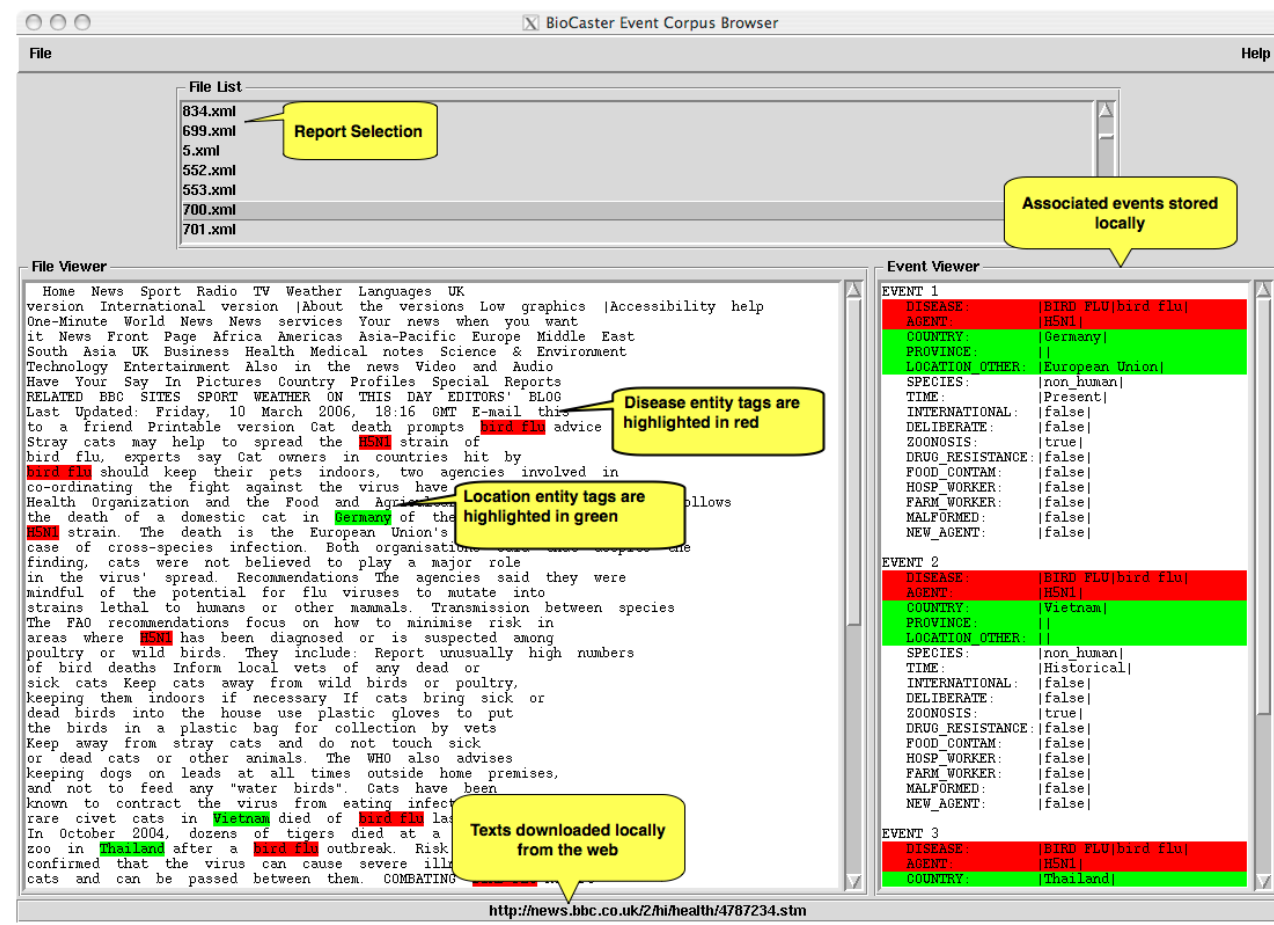 BioCaster Event Corpus Browser
File
Help
File List
834.xml
699.xml
5.xml
552.xml
553.xml
700.xml
701.xml
Report Selection
Associated events stored
locally
File Viewer
Home News Sport Radio TV Weather Languages UK
version International version |About the versions Low graphics |Accessibility help
One-Minute World News News services Your news when you want
it News Front Page Africa Americas Asia-Pacific Europe Middle East
South Asia UK Business Health Medical notes Science & Environment
Technology Entertainment Also in the news Video and Audio
Have Your Say In Pictures Country Profiles Special Reports
RELATED BBC SITES SPORT WEATHER ON THIS DAY EDITORS' BLOG
Last Updated: Friday, 10 March 2006, 18:16 GMT E-mail this
to a friend Printable version Cat death prompts bird flu advice
Stray cats may help to spread the H5N1 strain of
bird flu, experts say Cat owners in countries hit by
bird flu should keep their pets indoors, two agencies involved in
co-ordinating the fight against the virus have
Health Organization and the Food and
the death of a domestic cat in Germany of the
H5N1 strain. The death is the European Union's
case of cross-species infection. Both organisations
finding, cats were not believed to play a major role
in the virus' spread. Recommendations The agencies said they were
mindful of the potential for flu viruses to mutate into
strains lethal to humans or other mammals. Transmission between species
The FAO recommendations focus on how to minimise risk in
areas where H5N1 has been diagnosed or is suspected among
poultry or wild birds. They include: Report unusually high numbers
of bird deaths Inform local vets of any dead or
sick cats Keep cats away from wild birds or poultry,
keeping them indoors if necessary If cats bring sick or
dead birds into the house use plastic gloves to put
the birds in a plastic bag for collection by vets
Keep away from stray cats and do not touch sick
or dead cats or other animals. The WHO also advises
keeping dogs on leads at all times outside home premises,
and not to feed any "water birds". Cats have been
known to contract the virus from eating
rare civet cats in Vietnam died of bird flu
In October 2004, dozens of tigers died at a
zoo in Thailand after a bird flu outbreak. Risk
confirmed that the virus can cause severe
cats and can be passed between them. COMBATING
Disease entity tags are
highlighted in red
Location entity tags are
highlighted in green
Texts downloaded locally
from the web
Event Viewer
EVENT 1
DISEASE: |BIRD FLU|bird flu|
AGENT: |H5N1|
COUNTRY: |Germany|
PROVINCE: ||
LOCATION_OTHER: |European Union|
SPECIES: |non_human|
TIME: |Present|
INTERNATIONAL: |false|
DELIBERATE: |false|
ZOONOSIS: |true|
DRUG_RESISTANCE: |false|
FOOD_CONTAM: |false|
HOSP_WORKER: |false|
FARM_WORKER: |false|
MALFORMED: |false|
NEW_AGENT: |false|
EVENT 2
DISEASE: |BIRD FLU|bird flu|
AGENT: |H5N1|
COUNTRY: |Vietnam|
PROVINCE: ||
LOCATION_OTHER: ||
SPECIES: |non_human|
TIME: |Historical|
INTERNATIONAL: |false|
DELIBERATE: |false|
ZOONOSIS: |true|
DRUG_RESISTANCE: |false|
FOOD_CONTAM: |false|
HOSP_WORKER: |false|
FARM_WORKER: |false|
MALFORMED: |false|
NEW_AGENT: |false|
EVENT 3
DISEASE: |BIRD FLU|bird flu|
AGENT: |H5N1|
COUNTRY: |Thailand|
http://news.bbc.co.uk/2/hi/health/4787234.stm